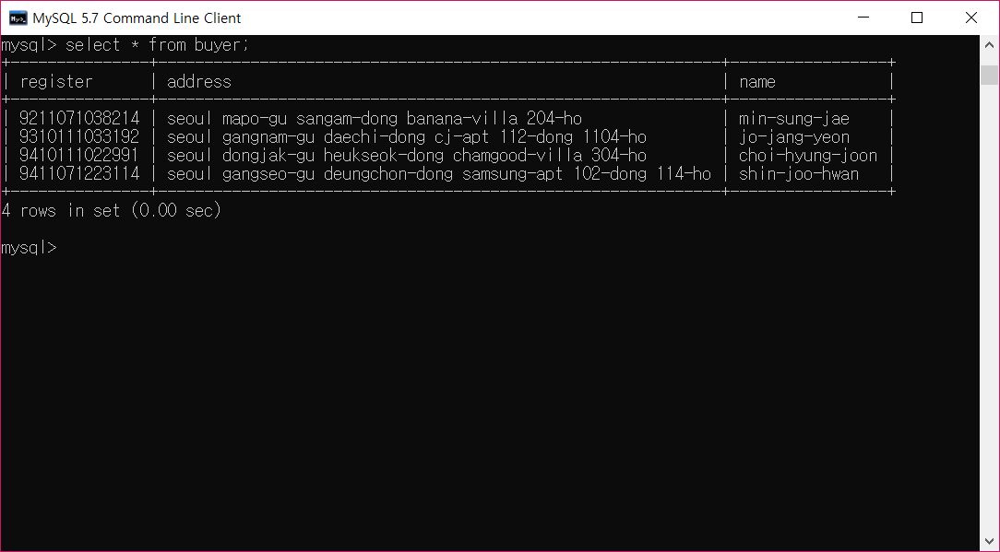 MySQL 5.7 Command Line Client
mysql> select * from buyer;
+---------------+--------------------------------------------------------------+-----------------+
| register      | address                                                      | name            |
+---------------+--------------------------------------------------------------+-----------------+
| 9211071038214 | seoul mapo-gu sangam-dong banana-villa 204-ho                | min-sung-jae    |
| 9310111033192 | seoul gangnam-gu daechi-dong cj-apt 112-dong 1104-ho         | jo-jang-yeon    |
| 9410111022991 | seoul dongjak-gu heukseok-dong chamgood-villa 304-ho         | choi-hyung-joon |
| 9411071223114 | seoul gangseo-gu deungchon-dong samsung-apt 102-dong 114-ho | shin-joo-hwan   |
+---------------+--------------------------------------------------------------+-----------------+
4 rows in set (0.00 sec)
mysql>